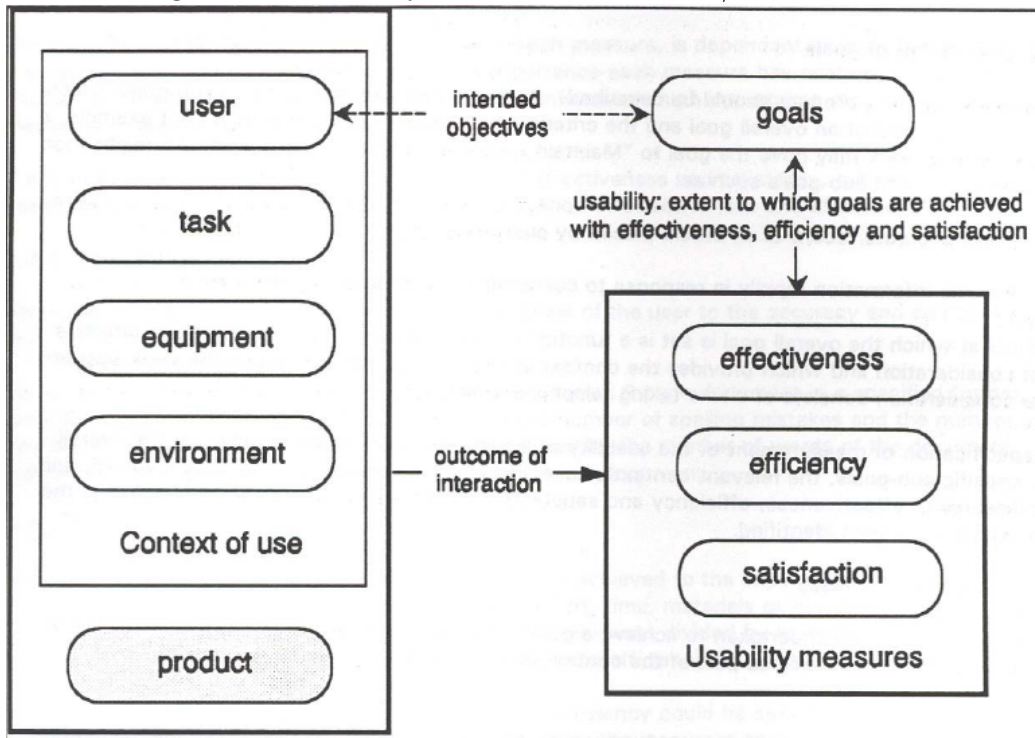 user
intended
objectives
goals
task
usability: extent to which goals are achieved
with effectiveness, efficiency and satisfaction
equipment
effectiveness
environment
outcome of
interaction
efficiency
Context of use
satisfaction
product
Usability measures